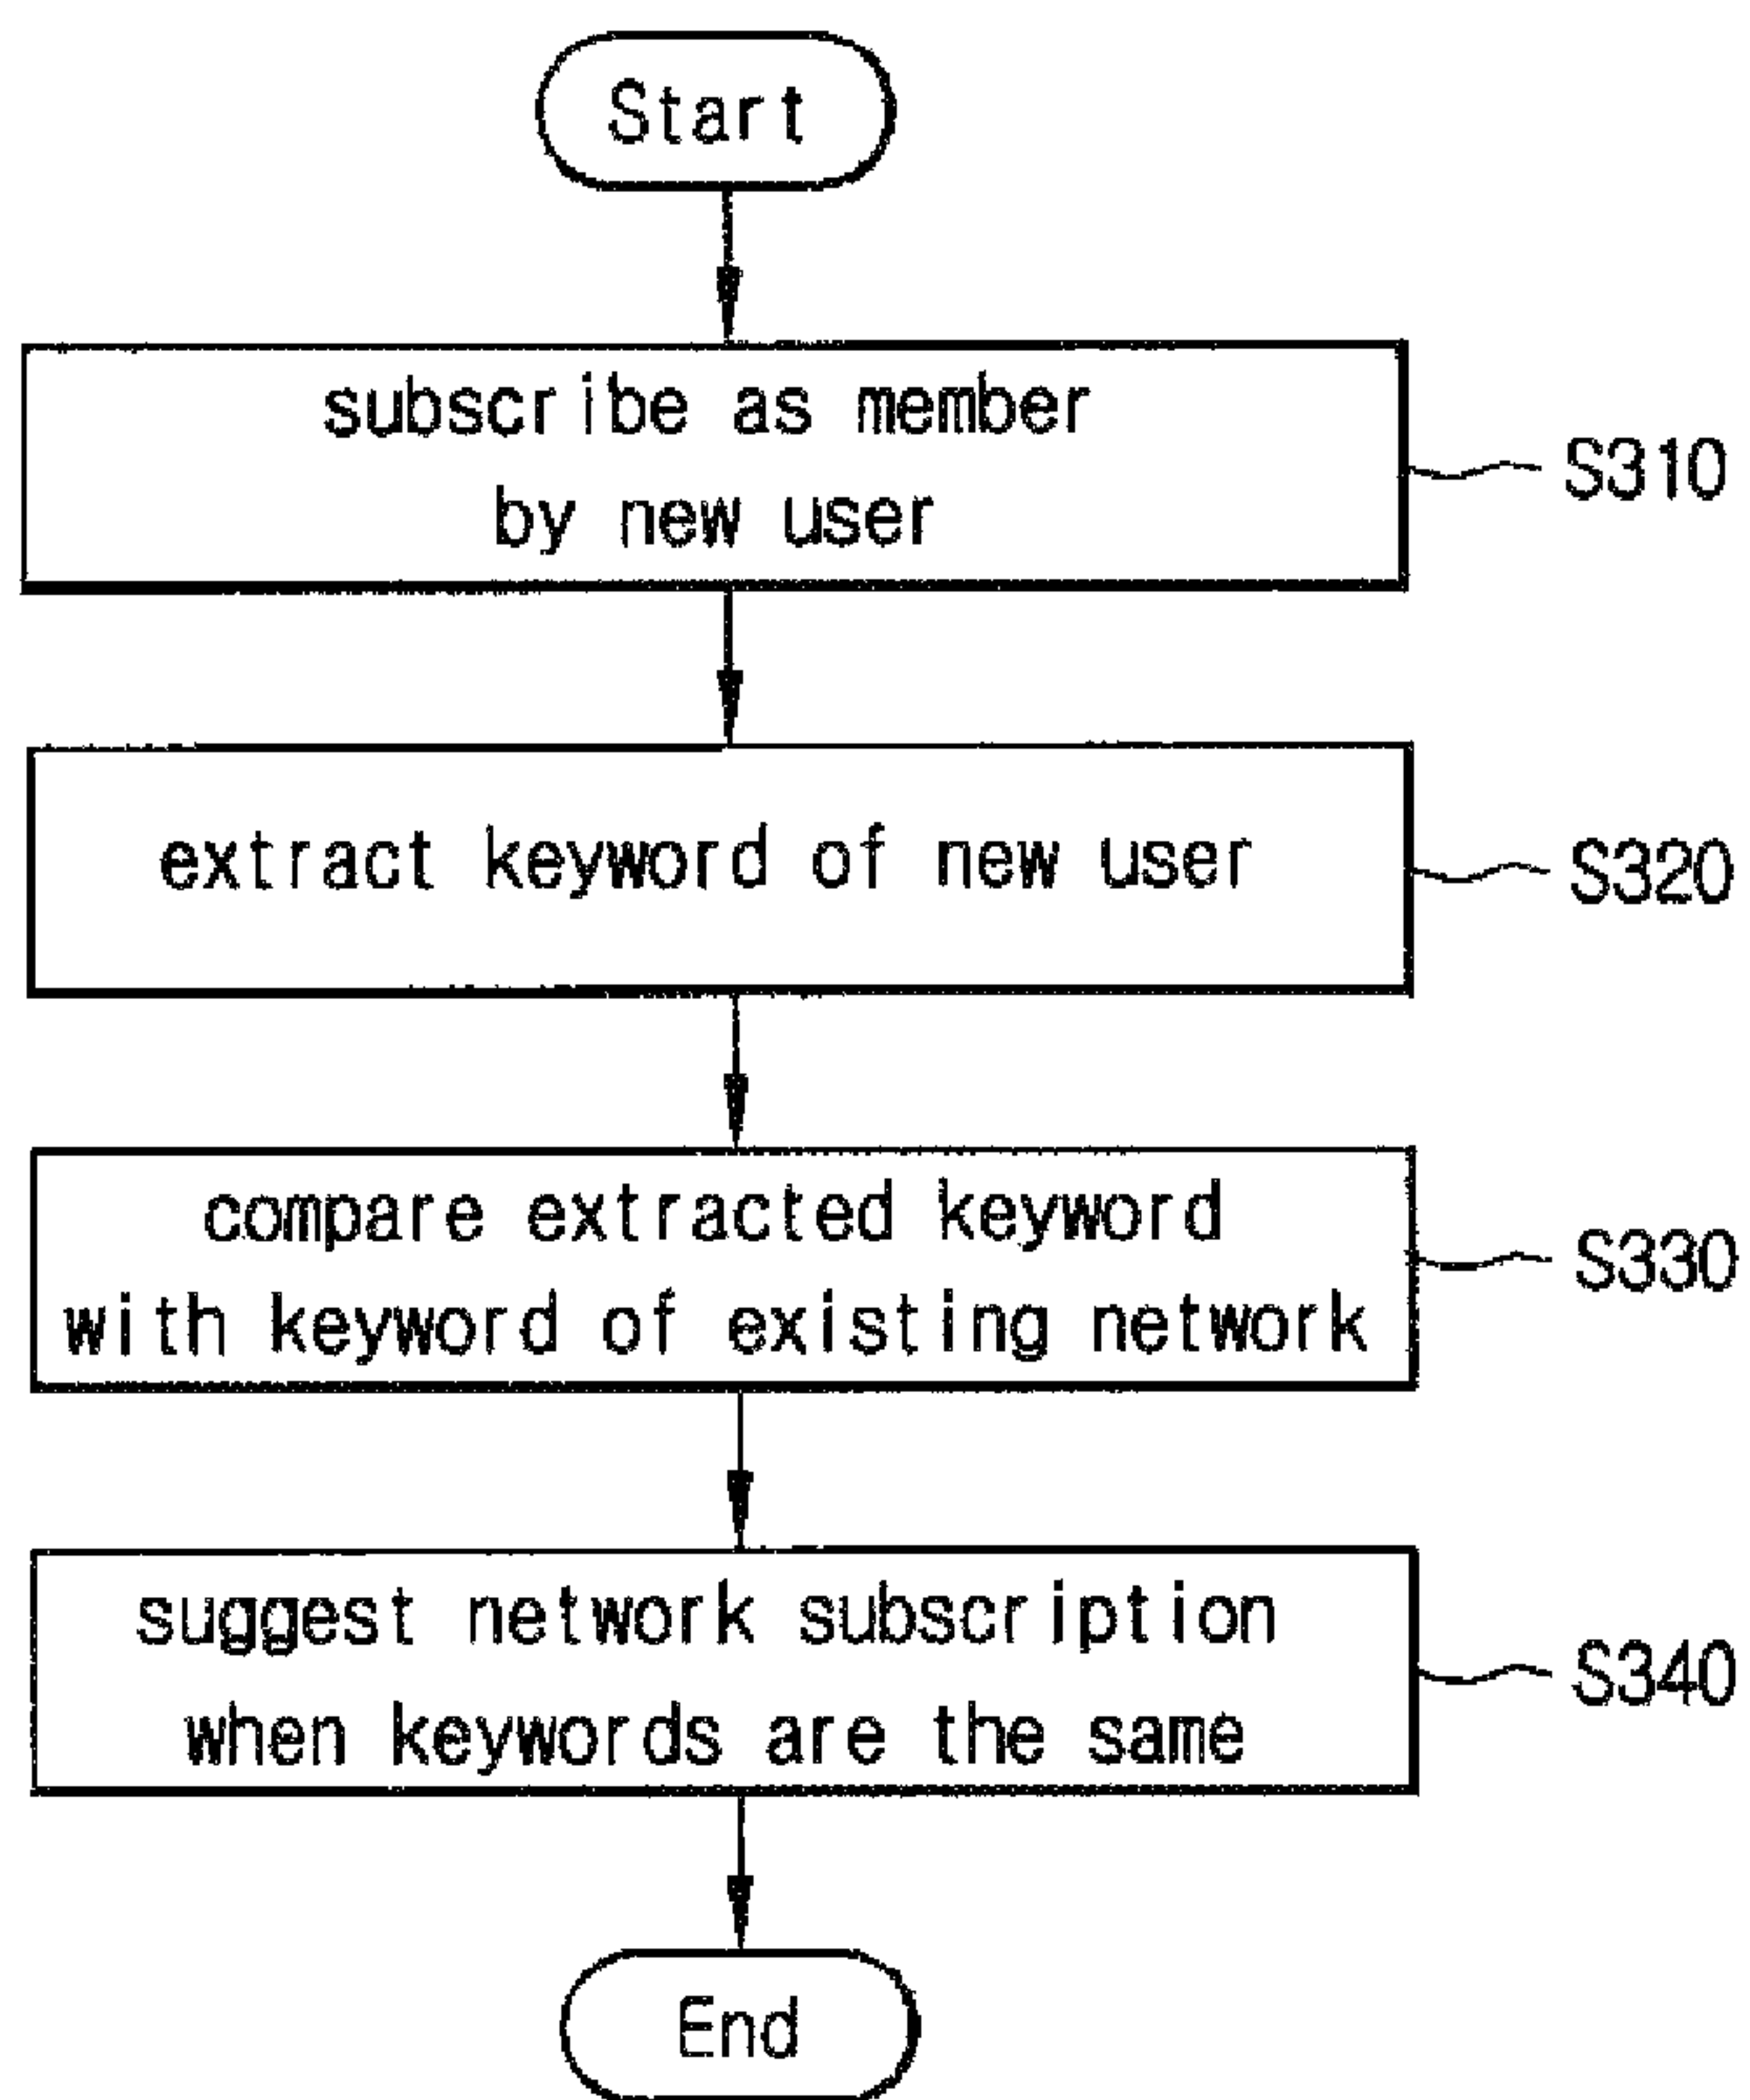 Start
subscribe as member
by new user
S310
extract keyword of new user
S320
compare extracted keyword
with keyword of existing network
S330
suggest network subscription
when keywords are the same
S340
End